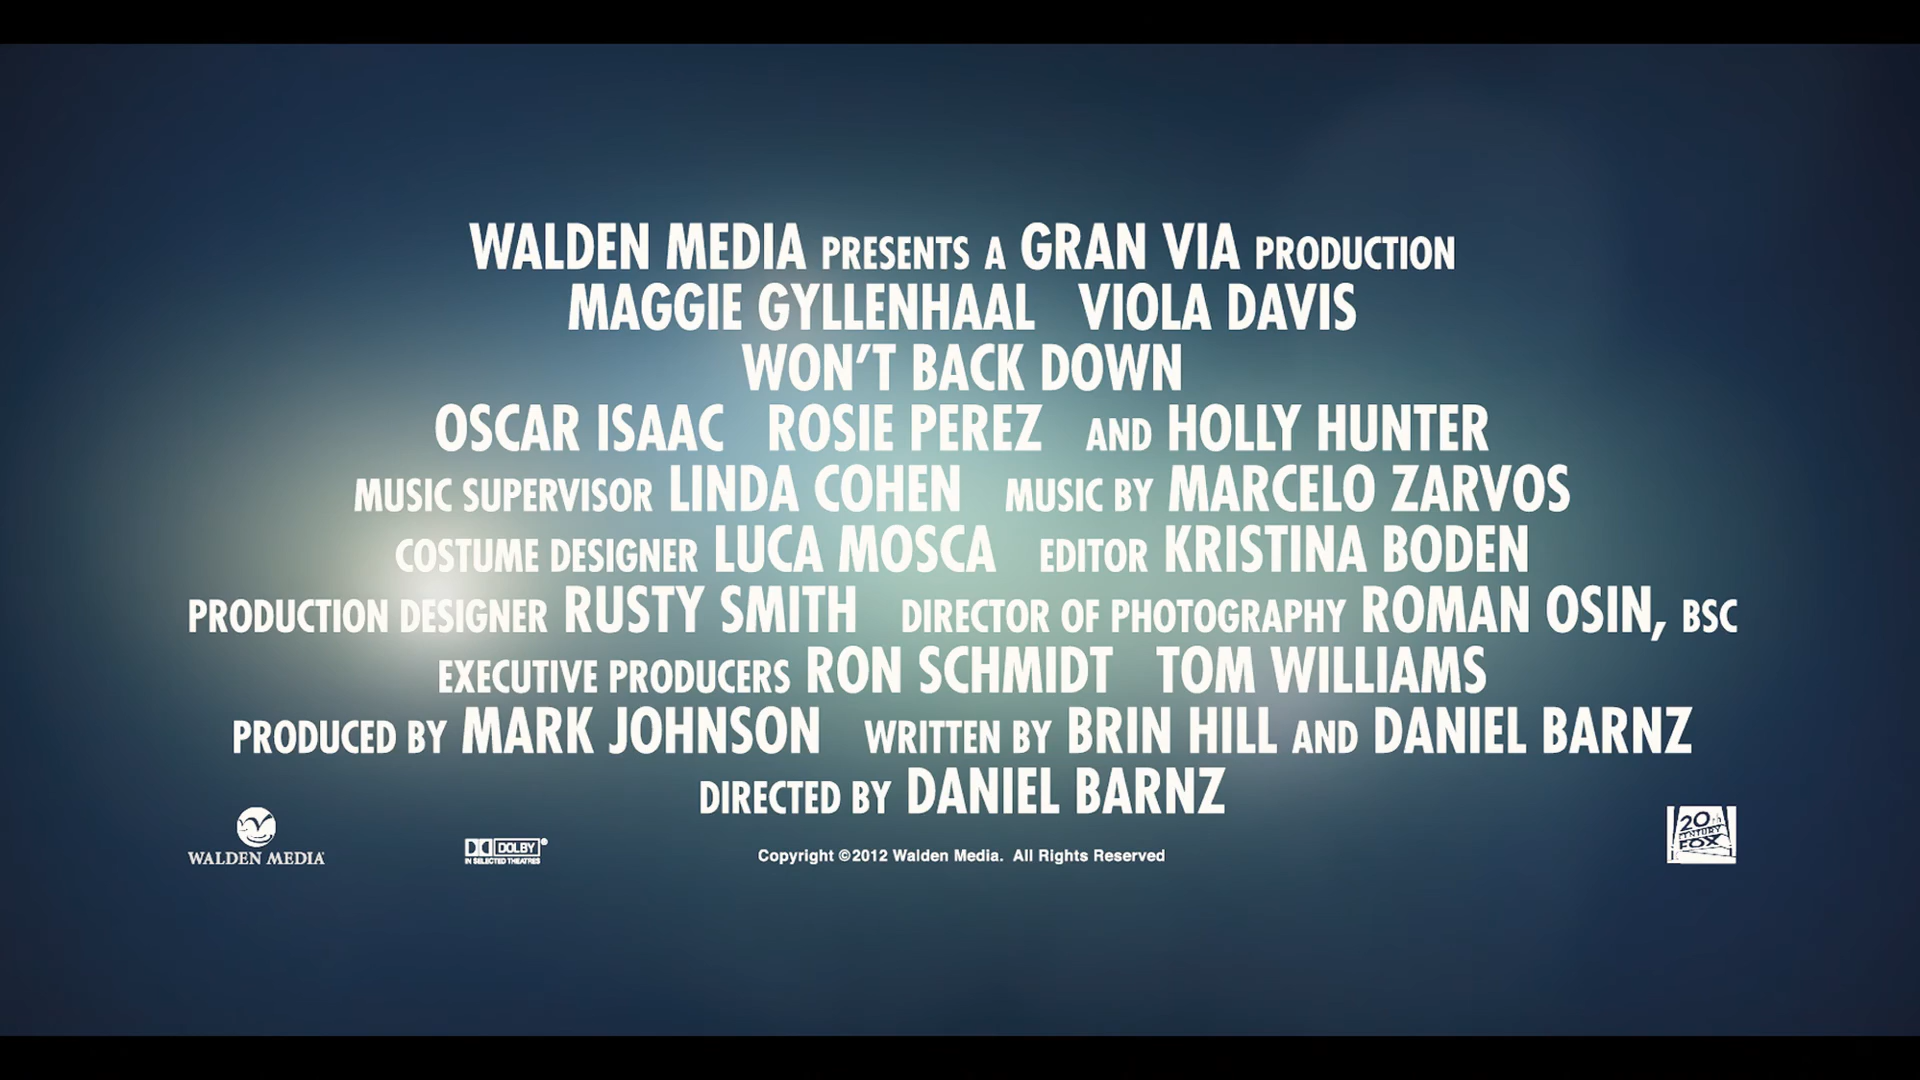 WALDEN MEDIA PRESENTS A GRAN VIA PRODUCTION
MAGGIE GYLLENHAAL VIOLA DAVIS
WON'T BACK DOWN
OSCAR ISAAC ROSIE PEREZ AND HOLLY HUNTER
MUSIC SUPERVISOR LINDA COHEN MUSIC BY MARCELO ZARVOS
COSTUME DESIGNER LUCA MOSCA EDITOR KRISTINA BODEN
PRODUCTION DESIGNER RUSTY SMITH DIRECTOR OF PHOTOGRAPHY ROMAN OSIN, BSC
EXECUTIVE PRODUCERS RON SCHMIDT TOM WILLIAMS
PRODUCED BY MARK JOHNSON WRITTEN BY BRIN HILL AND DANIEL BARNZ
DIRECTED BY DANIEL BARNZ
WALDEN MEDIA
DOLBY
IN SELECTED THEATRES
Copyright ©2012 Walden Media. All Rights Reserved
20th
CENTURY
FOX